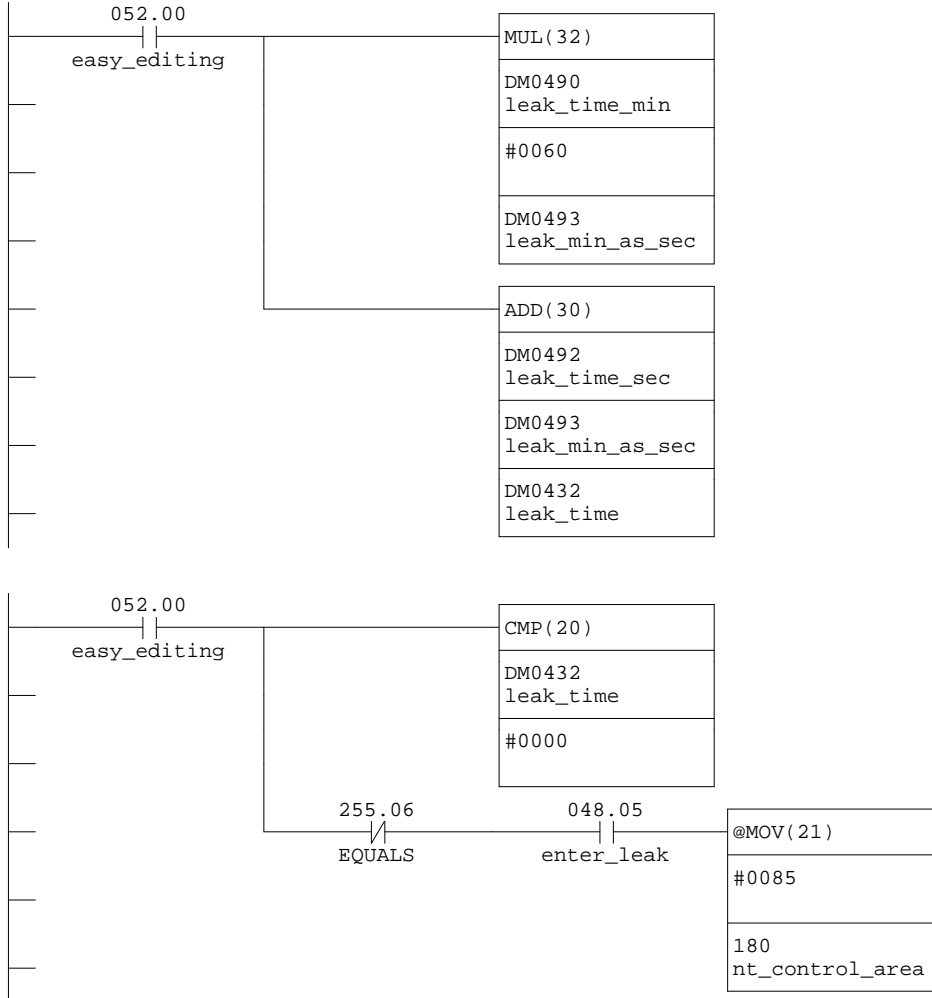 052.00
easy_editing
MUL(32)
DM0490
leak_time_min
#0060
DM0493
leak_min_as_sec
ADD(30)
DM0492
leak_time_sec
DM0493
leak_min_as_sec
DM0432
leak_time
052.00
easy_editing
CMP(20)
DM0432
leak_time
#0000
255.06
EQUALS
048.05
enter_leak
@MOV(21)
#0085
180
nt_control_area